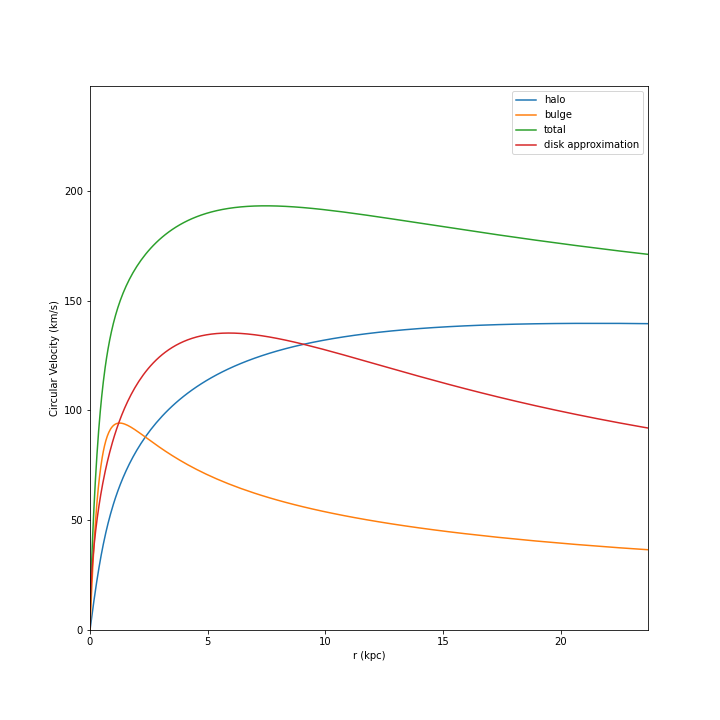 halo
bulge
total
disk approximation
200
150
100
50
0
Circular Velocity (km/s)
0 5 10 15 20
r (kpc)